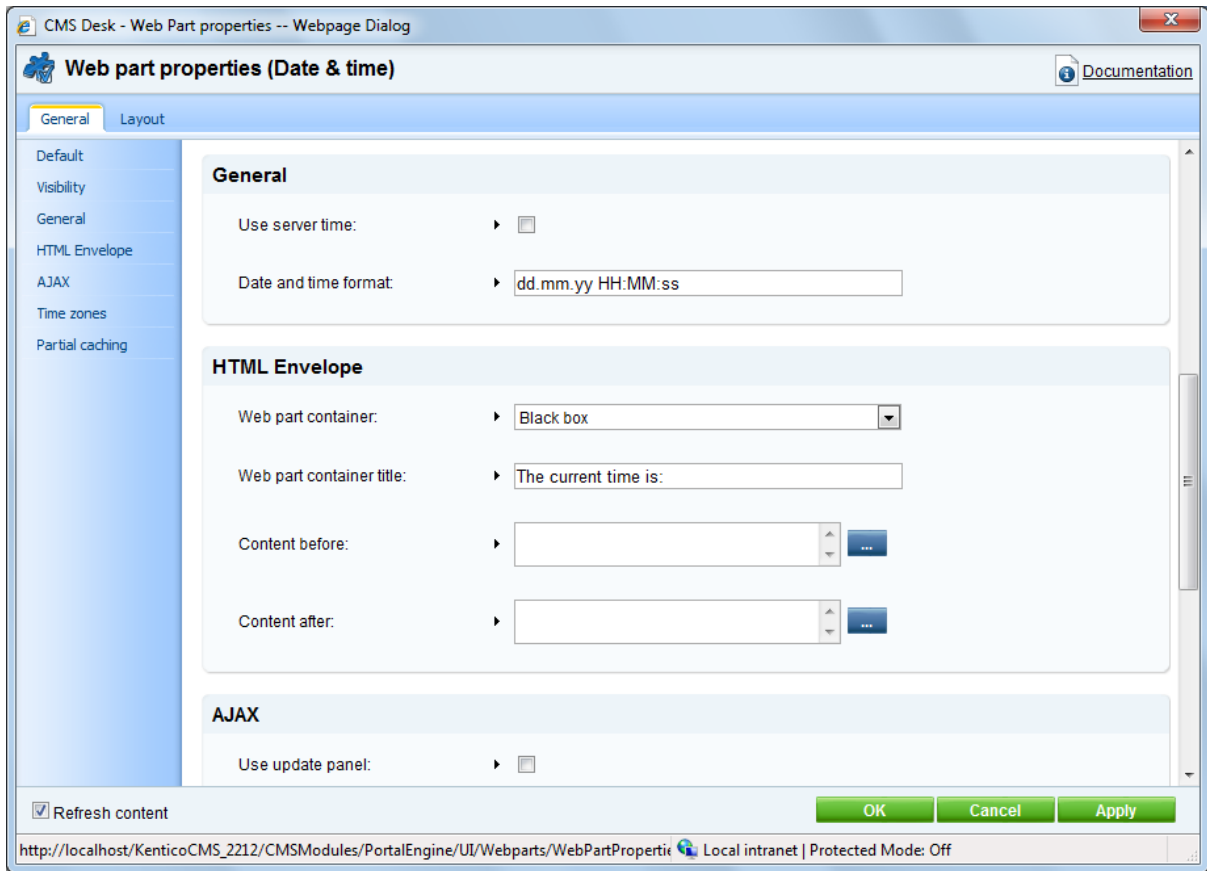 CMS Desk - Web Part properties -- Webpage Dialog
Web part properties (Date & time)
Documentation
General Layout
Default
Visibility
General
HTML Envelope
AJAX
Time zones
Partial caching
General
Use server time:
Date and time format: dd.mm.yy HH:MM:ss
HTML Envelope
Web part container: Black box
Web part container title: The current time is:
Content before: ...
Content after: ...
AJAX
Use update panel:
Refresh content
OK Cancel Apply
http://localhost/KenticoCMS_2212/CMSModules/PortalEngine/UI/Webparts/WebPartPropertie Local intranet | Protected Mode: Off